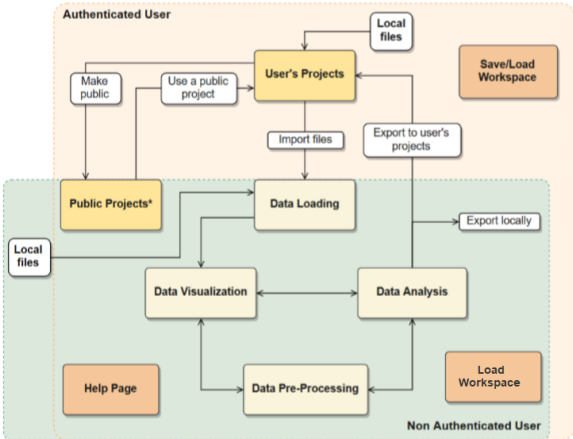 Authenticated User
Local
files
Make
public
Use a public
project
User's Projects
Save/Load
Workspace
Import files
Export to user's
projects
Public Projects*
Data Loading
Export locally
Local
files
Data Visualization
Data Analysis
Help Page
Data Pre-Processing
Load
Workspace
Non Authenticated User